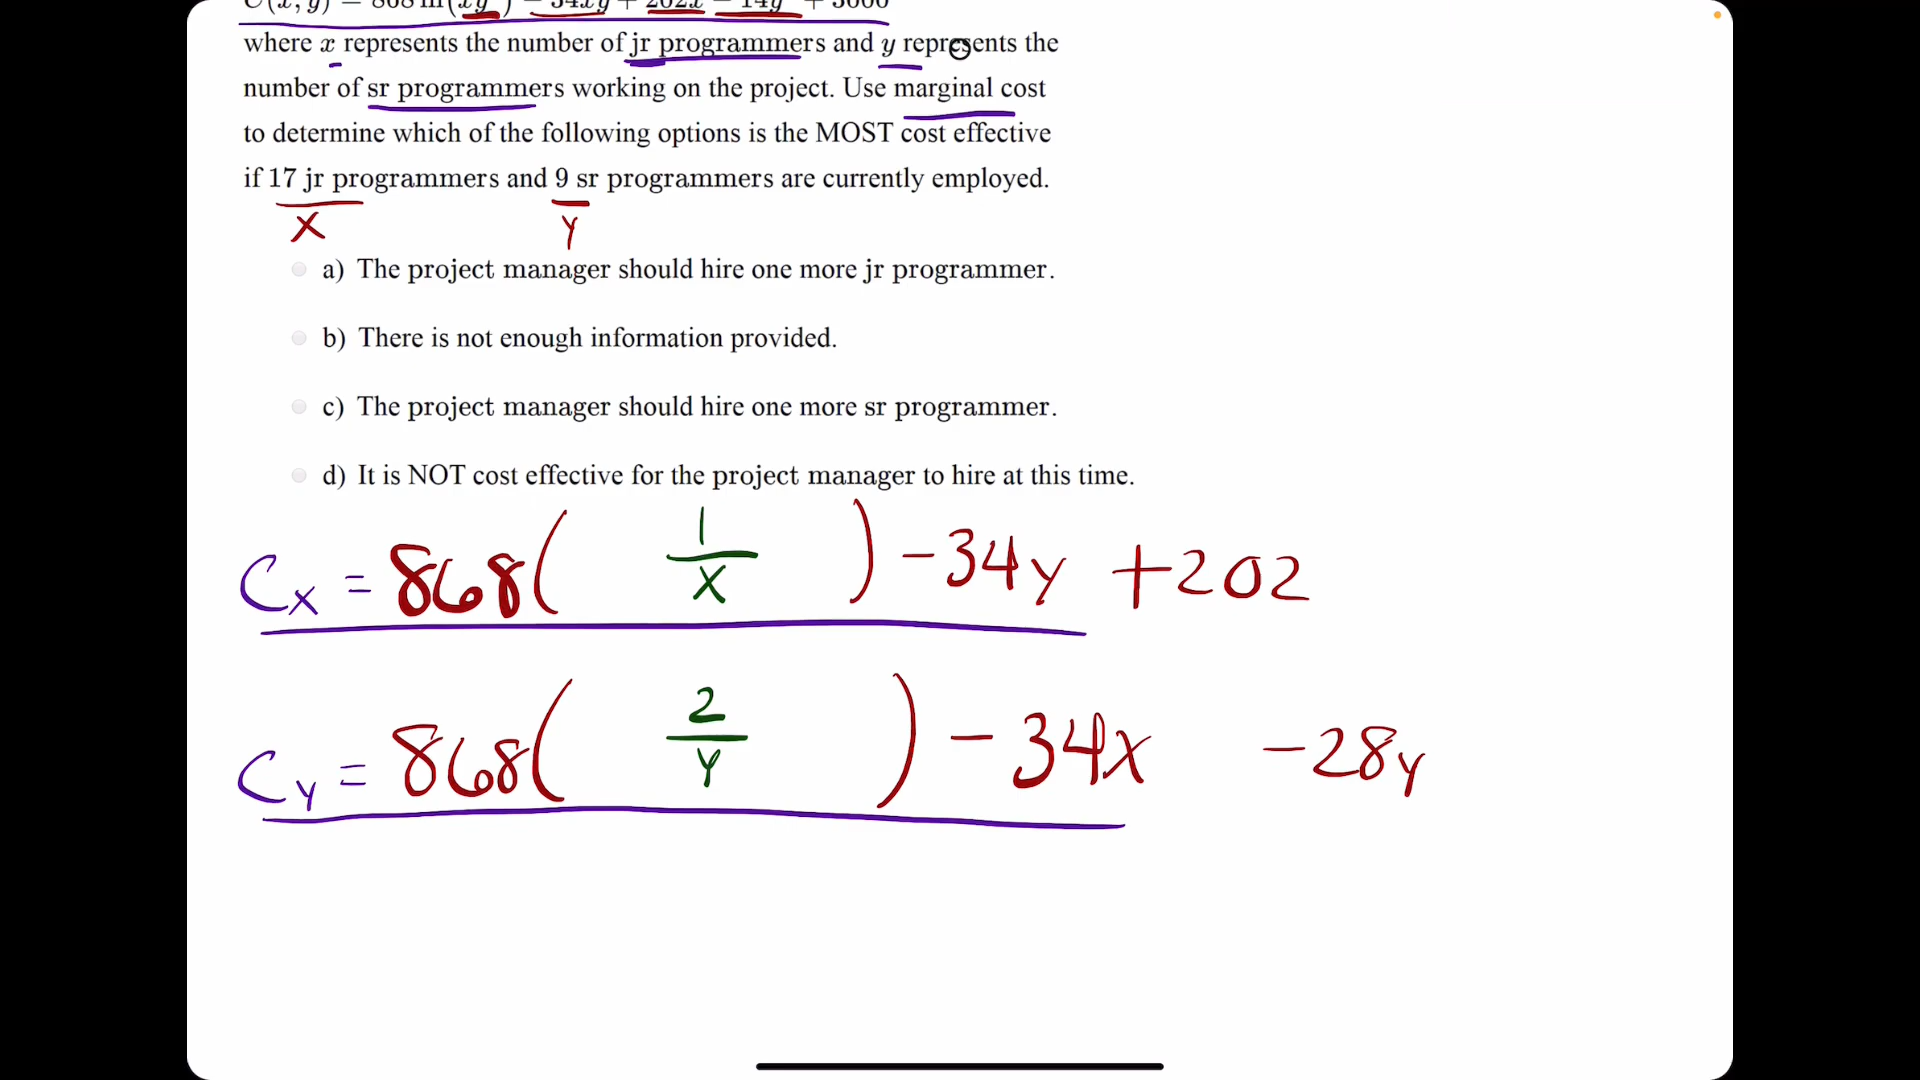 where x represents the number of jr programmers and y represents the
number of sr programmers working on the project. Use marginal cost
to determine which of the following options is the MOST cost effective
if 17 jr programmers and 9 sr programmers are currently employed.
X Y
a) The project manager should hire one more jr programmer.
b) There is not enough information provided.
c) The project manager should hire one more sr programmer.
d) It is NOT cost effective for the project manager to hire at this time.
Cx = 868( 1/x ) - 34y + 202
Cy = 868( 2/y ) - 34x - 28y